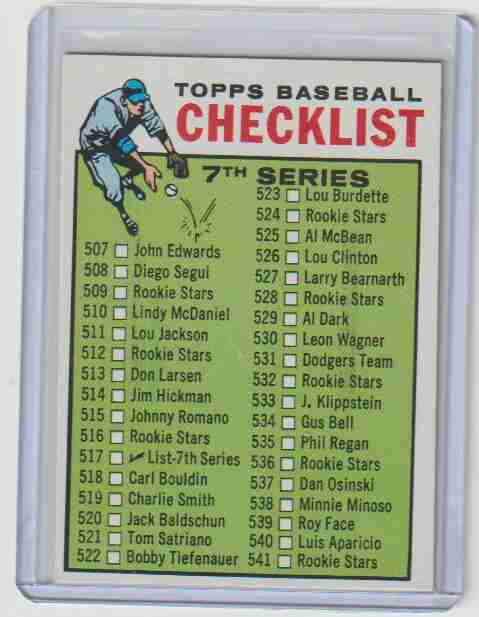 TOPPS BASEBALL
CHECKLIST
7TH SERIES
507 John Edwards
508 Diego Segui
509 Rookie Stars
510 Lindy McDaniel
511 Lou Jackson
512 Rookie Stars
513 Don Larsen
514 Jim Hickman
515 Johnny Romano
516 Rookie Stars
517 List-7th Series
518 Carl Bouldin
519 Charlie Smith
520 Jack Baldschun
521 Tom Satriano
522 Bobby Tiefenauer
523 Lou Burdette
524 Rookie Stars
525 Al McBean
526 Lou Clinton
527 Larry Bearnarth
528 Rookie Stars
529 Al Dark
530 Leon Wagner
531 Dodgers Team
532 Rookie Stars
533 J. Klippstein
534 Gus Bell
535 Phil Regan
536 Rookie Stars
537 Dan Osinski
538 Minnie Minoso
539 Roy Face
540 Luis Aparicio
541 Rookie Stars